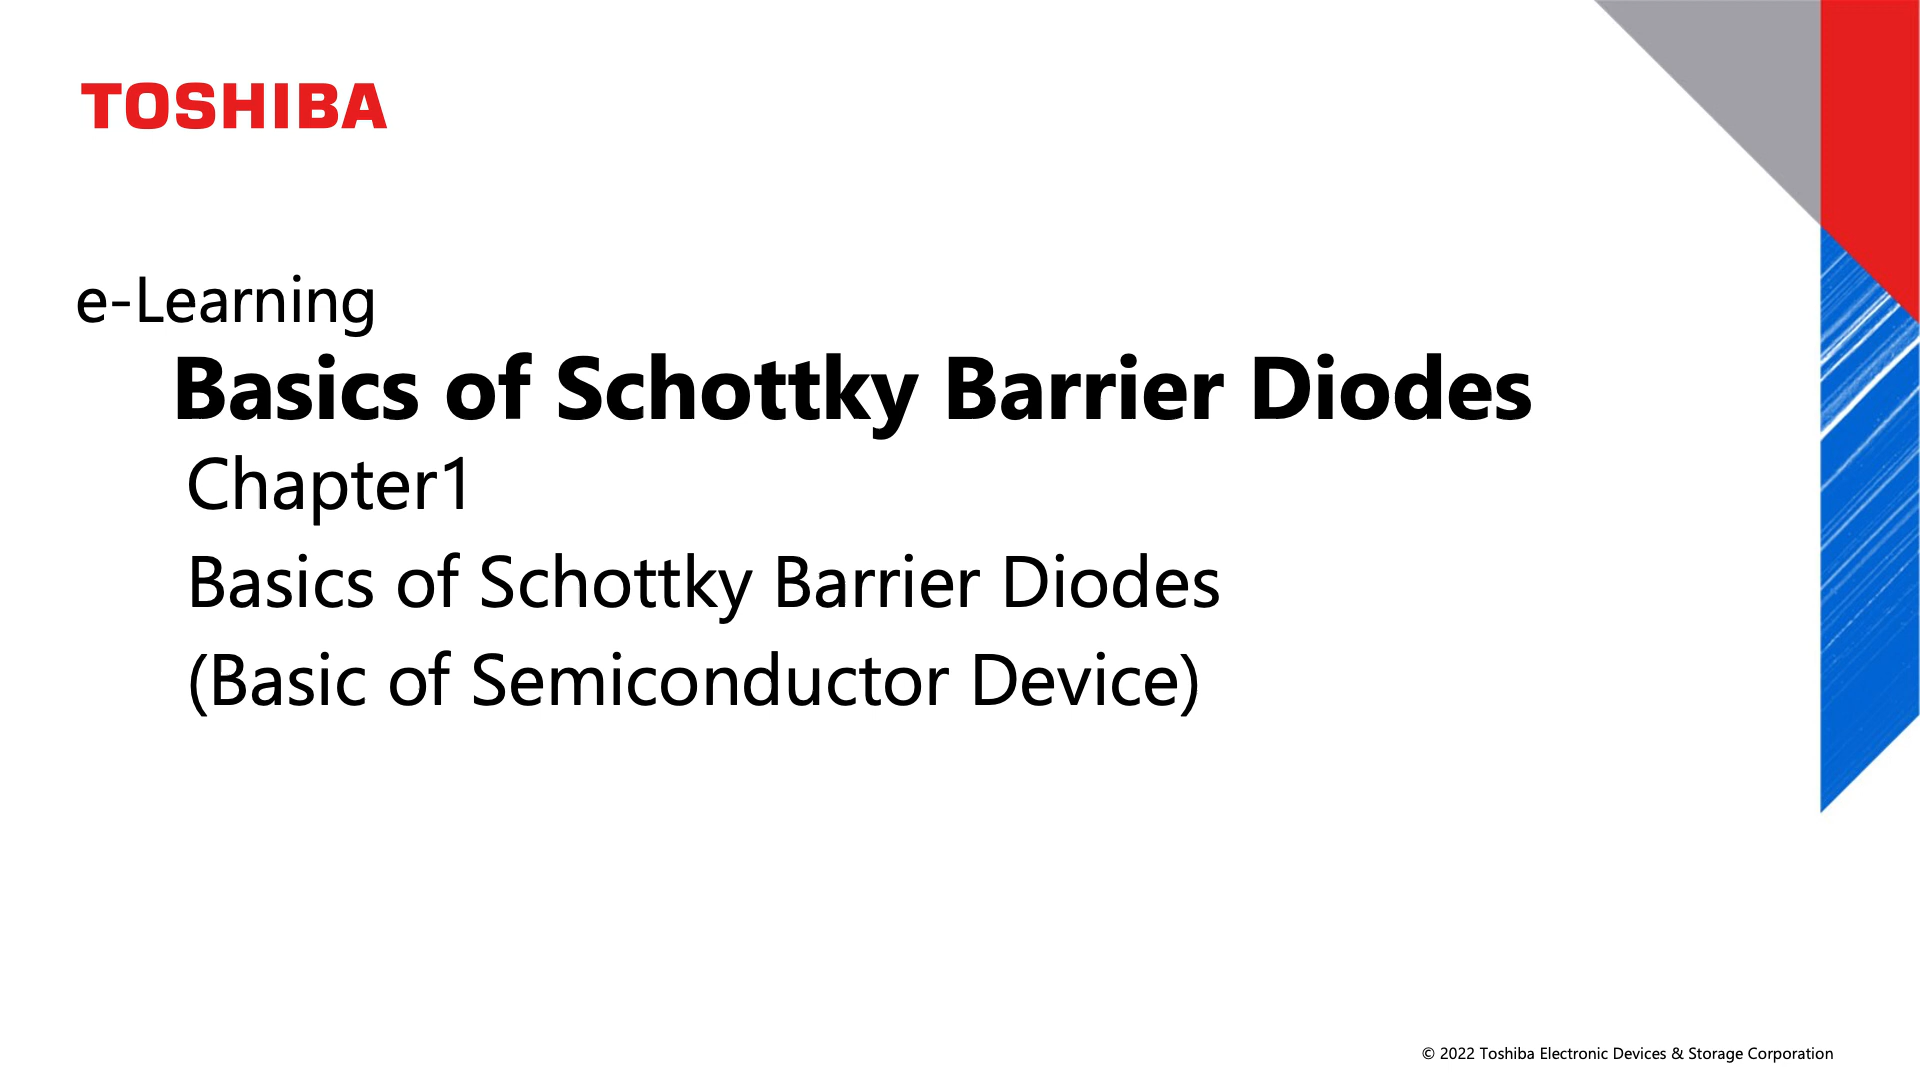 TOSHIBA
e-Learning
Basics of Schottky Barrier Diodes
Chapter1
Basics of Schottky Barrier Diodes
(Basic of Semiconductor Device)
© 2022 Toshiba Electronic Devices & Storage Corporation